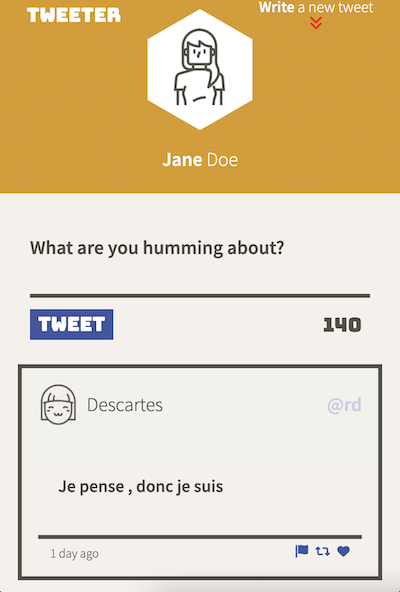 TWEETER
Write a new tweet
Jane Doe
What are you humming about?
TWEET
140
Descartes
@rd
Je pense , donc je suis
1 day ago